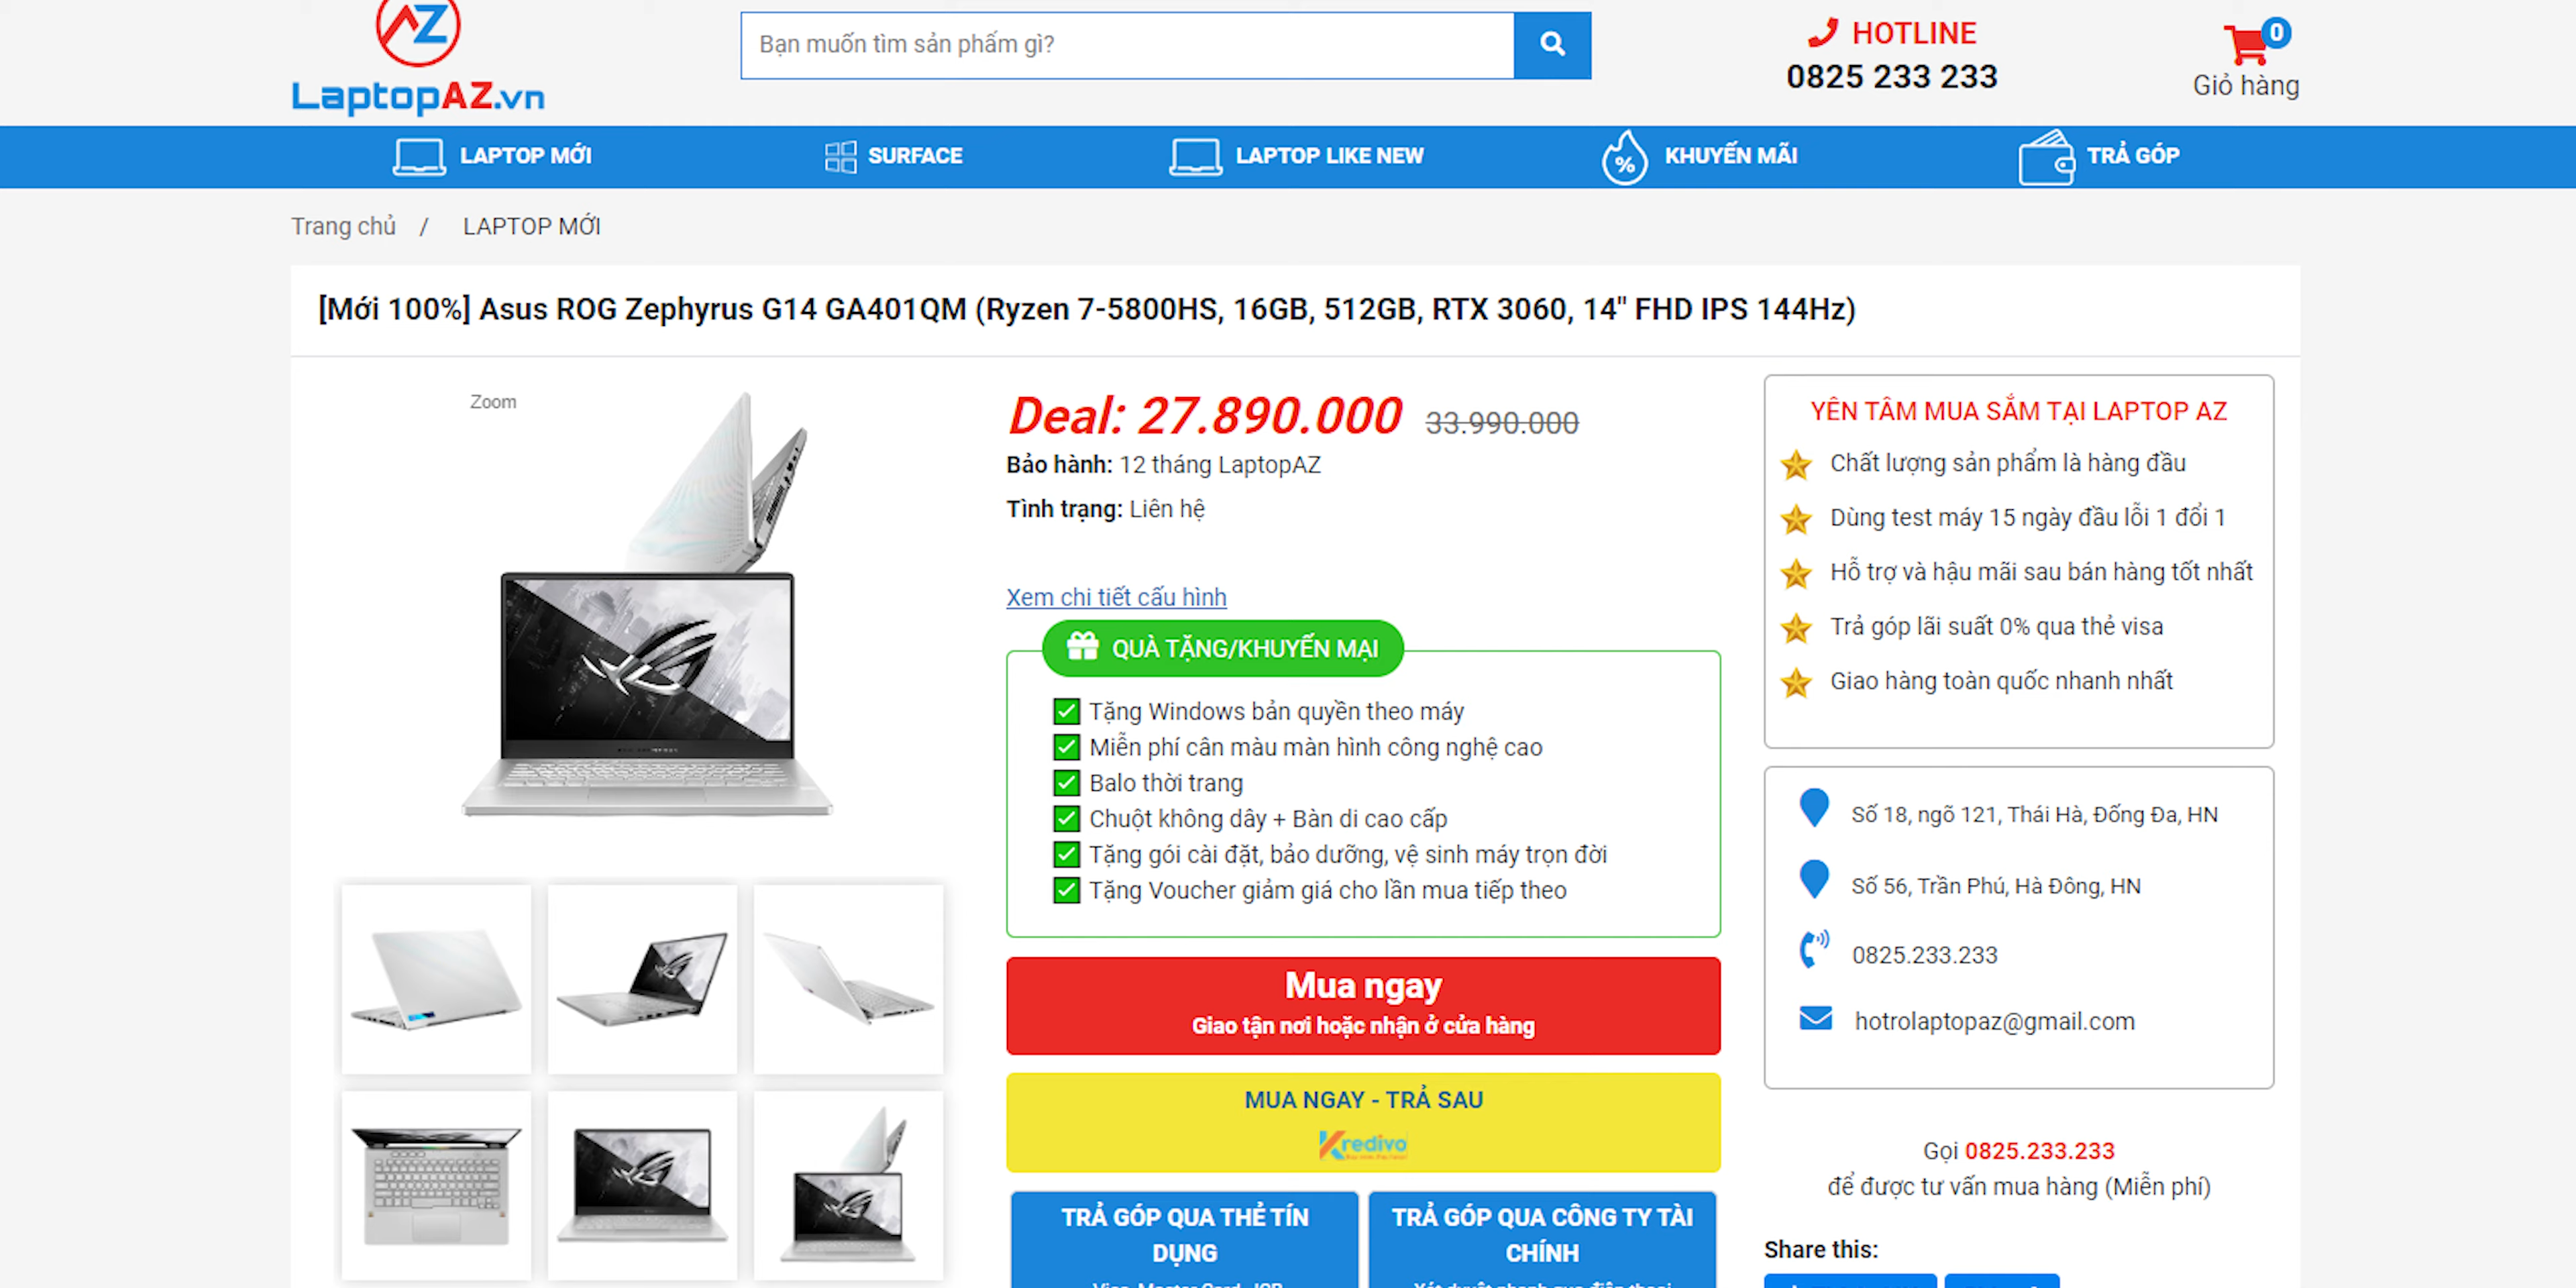 AZ
LaptopAZ.vn
Bạn muốn tìm sản phẩm gì?
HOTLINE
0825 233 233
0
Giỏ hàng
LAPTOP MỚI
SURFACE
LAPTOP LIKE NEW
%
KHUYẾN MÃI
TRẢ GÓP
Trang chủ / LAPTOP MỚI
[Mới 100%] Asus ROG Zephyrus G14 GA401QM (Ryzen 7-5800HS, 16GB, 512GB, RTX 3060, 14" FHD IPS 144Hz)
Zoom
Deal: 27.890.000 33.990.000
Bảo hành: 12 tháng LaptopAZ
Tình trạng: Liên hệ
Xem chi tiết cấu hình
QUÀ TẶNG/KHUYẾN MẠI
Tặng Windows bản quyền theo máy
Miễn phí cân màu màn hình công nghệ cao
Balo thời trang
Chuột không dây + Bàn di cao cấp
Tặng gói cài đặt, bảo dưỡng, vệ sinh máy trọn đời
Tặng Voucher giảm giá cho lần mua tiếp theo
Mua ngay
Giao tận nơi hoặc nhận ở cửa hàng
MUA NGAY - TRẢ SAU
Kredivo
TRẢ GÓP QUA THẺ TÍN
DỤNG
TRẢ GÓP QUA CÔNG TY TÀI
CHÍNH
YÊN TÂM MUA SẮM TẠI LAPTOP AZ
Chất lượng sản phẩm là hàng đầu
Dùng test máy 15 ngày đầu lỗi 1 đổi 1
Hỗ trợ và hậu mãi sau bán hàng tốt nhất
Trả góp lãi suất 0% qua thẻ visa
Giao hàng toàn quốc nhanh nhất
Số 18, ngõ 121, Thái Hà, Đống Đa, HN
Số 56, Trần Phú, Hà Đông, HN
0825.233.233
hotrolaptopaz@gmail.com
Gọi 0825.233.233
để được tư vấn mua hàng (Miễn phí)
Share this: